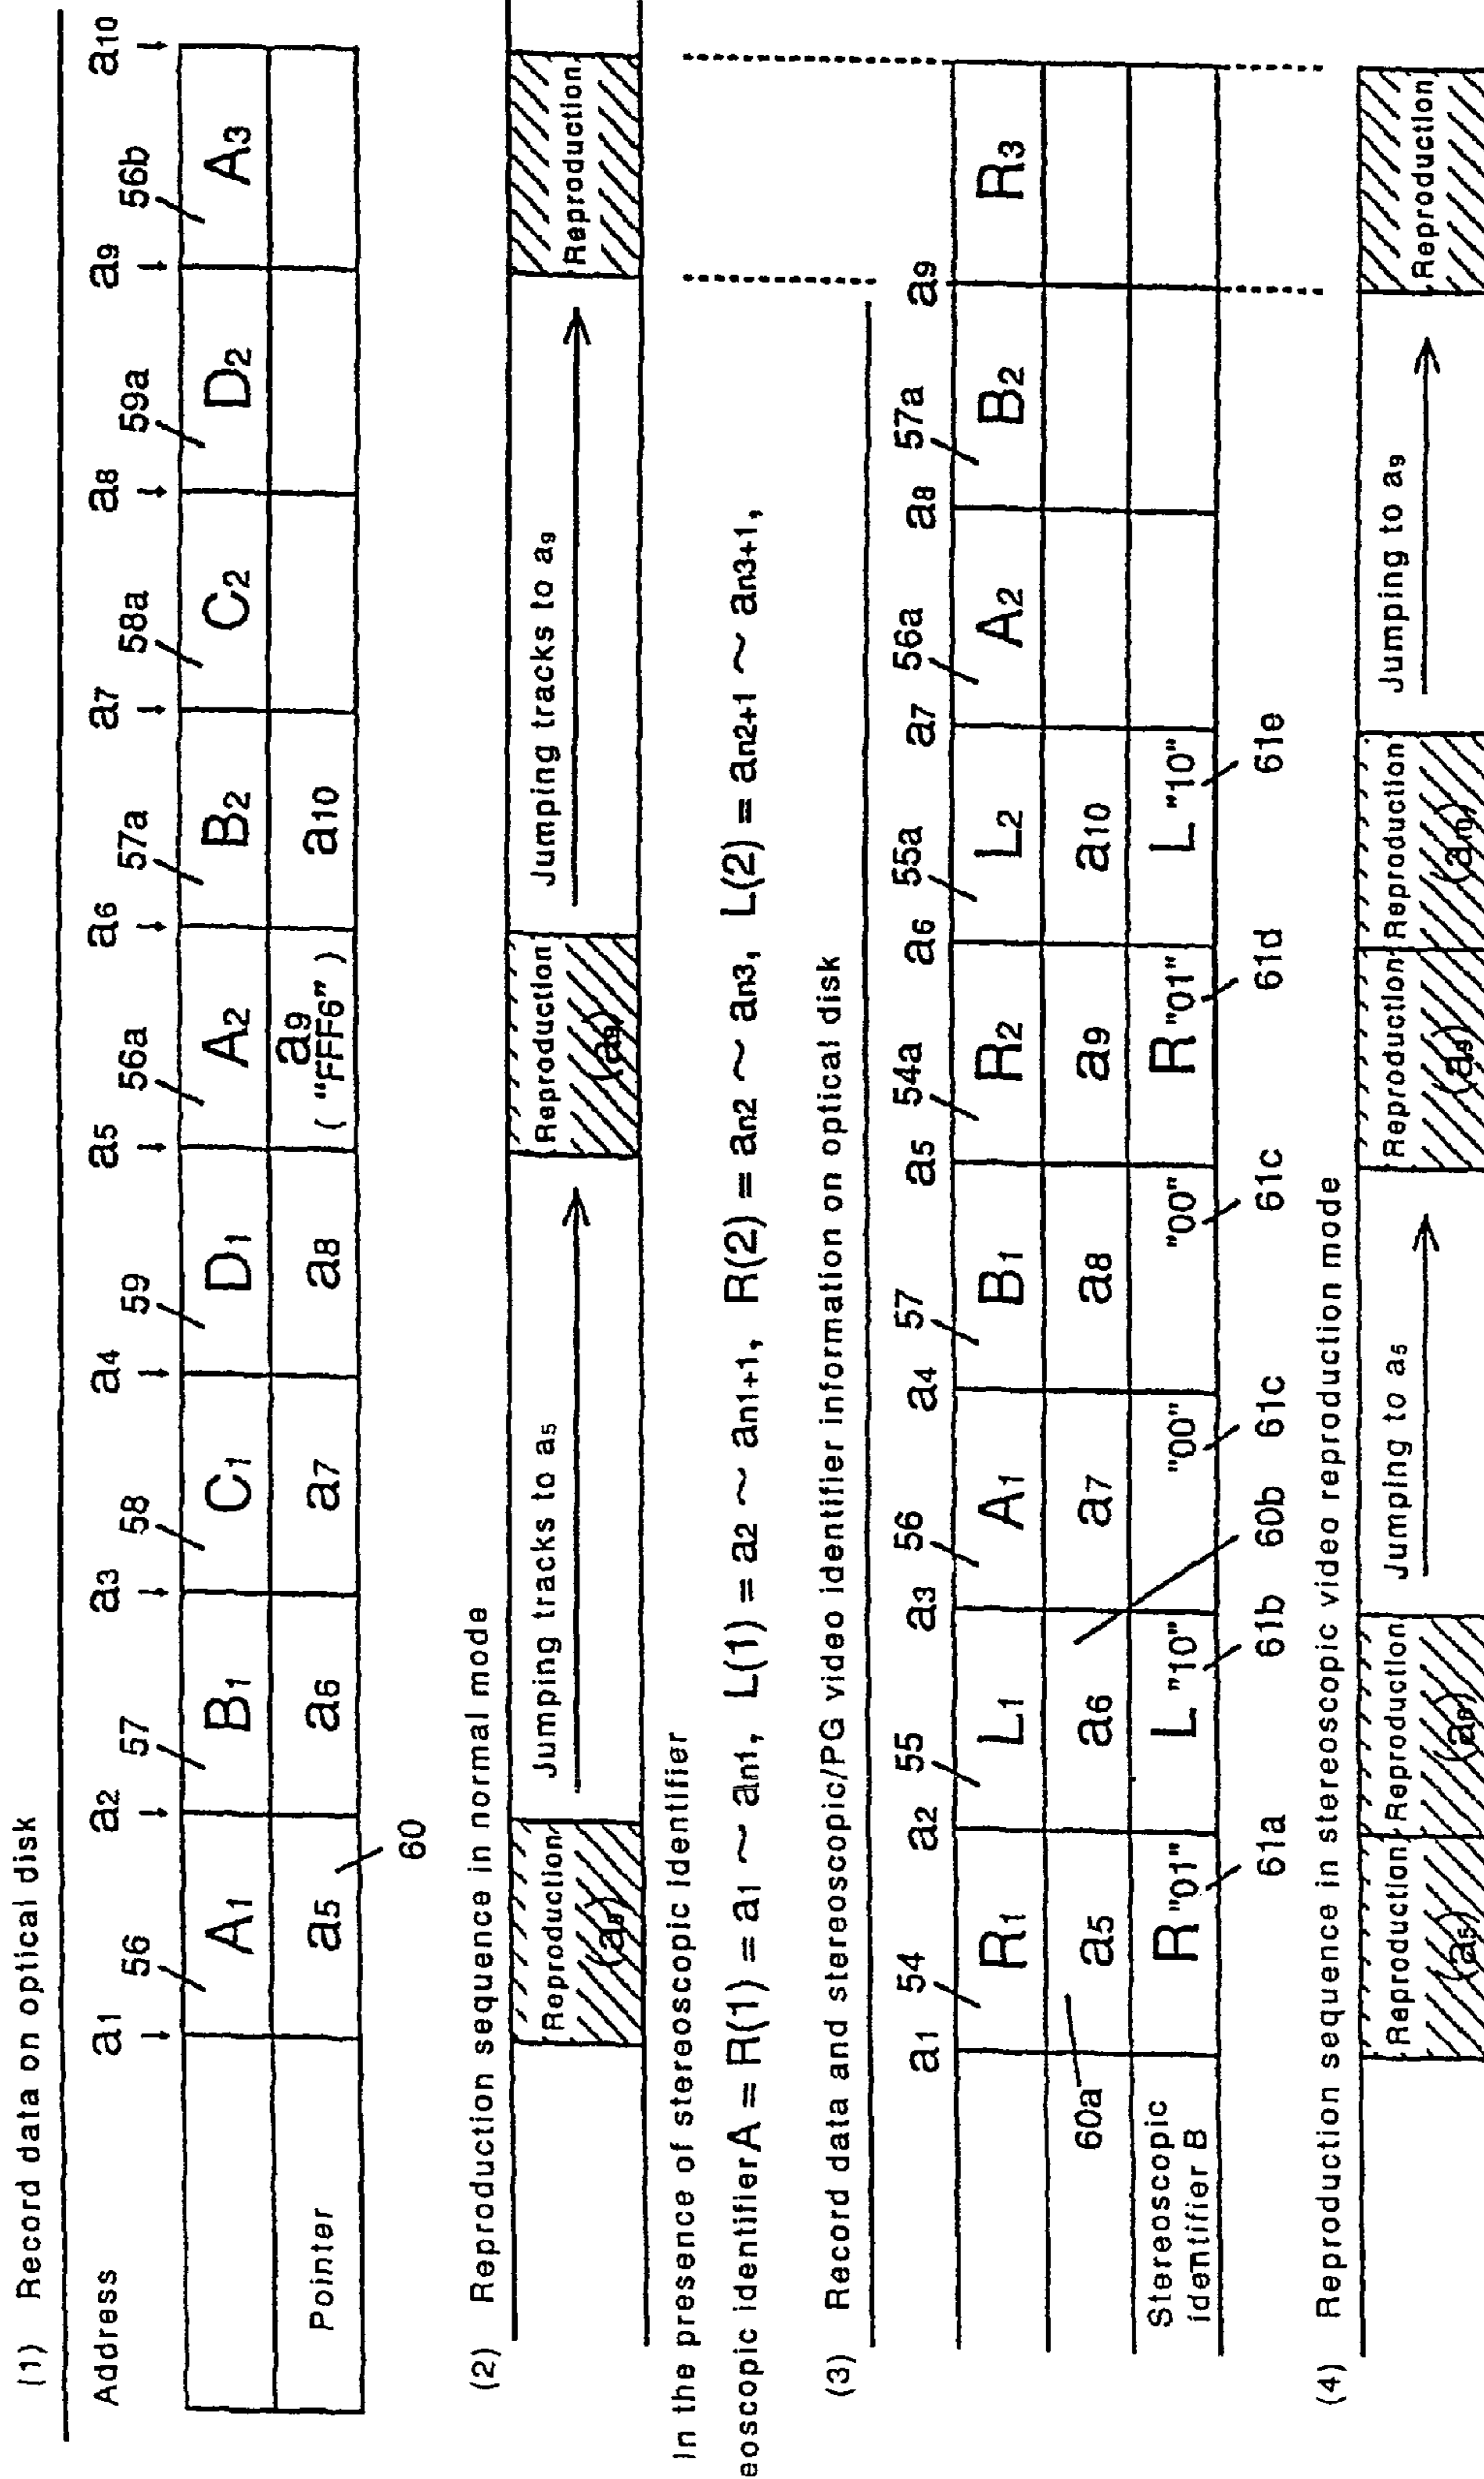 (1) Record data on optical disk
Address a1 a2 a3 a4 a5 a6 a7 a8 a9 a10
56 57 58 59 56a 57a 58a 59a 56b
A1 B1 C1 D1 A2 B2 C2 D2 A3
Pointer a5 a6 a7 a8 a9 ( "FFF6" ) a10
60
(2) Reproduction sequence in normal mode
Reproduction Jumping tracks to a5 Reproduction Jumping tracks to a9 Reproduction
In the presence of stereoscopic identifier
eoscopic identifier A = R(1) = a1 ~ an1, L(1) = a2 ~ an1+1, R(2) = an2 ~ an3, L(2) = an2+1 ~ an3+1,
(3) Record data and stereoscopic/PG video identifier information on optical disk
a1 54 a2 55 a3 56 a4 57 a5 54a a6 55a a7 56a a8 57a a9
R1 L1 A1 B1 R2 L2 A2 B2 R3
60a a5 a6 a7 a8 a9 a10
Stereoscopic identifier B R "01" L "10" "00" "00" R "01" L "10"
61a 61b 60b 61c 61c 61d 61e
(4) Reproduction sequence in stereoscopic video reproduction mode
Reproduction Reproduction Jumping to a5 Reproduction Reproduction Jumping to a9 Reproduction